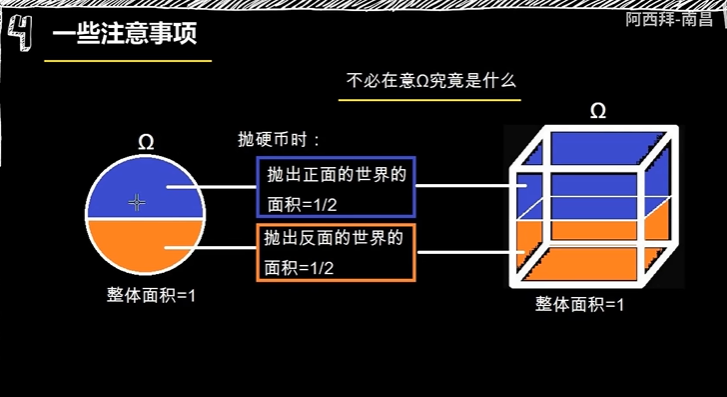 阿西拜-南昌
4 一些注意事项
不必在意Ω究竟是什么
Ω
抛硬币时：
Ω
抛出正面的世界的
面积=1/2
抛出反面的世界的
面积=1/2
整体面积=1
整体面积=1